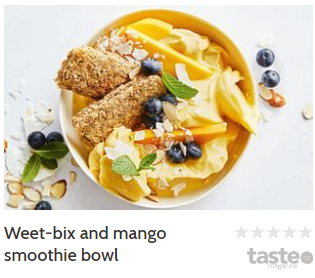 Weet-bix and mango
smoothie bowl
taste
magazine